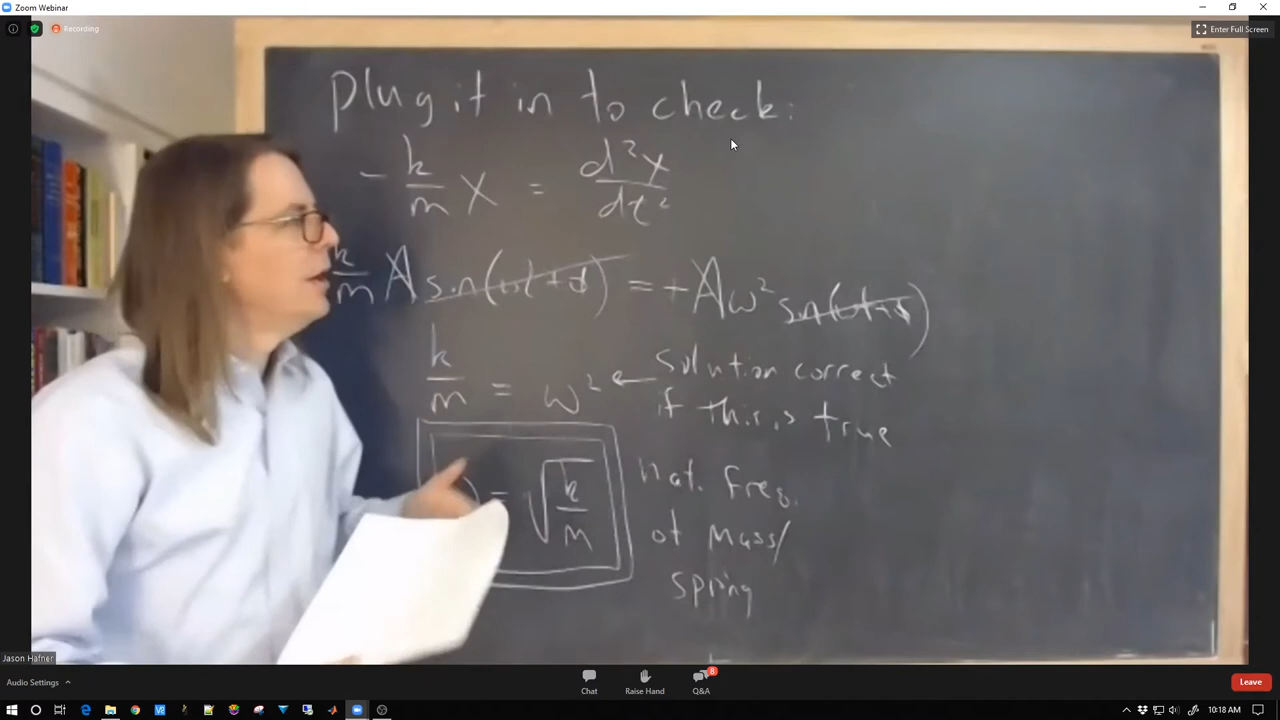 Zoom Webinar
Recording
Enter Full Screen
Plug it in to check:
- k/m x = d²x/dt²
k/m A sin(ωt+ϕ) = + A ω² sin(ωt+ϕ)
k/m = ω² ← solution correct
if this is true
= √k/m nat. freq.
of mass/
spring
Jason Hafner
Audio Settings
Chat
Raise Hand
8
Q&A
Leave
10:18 AM